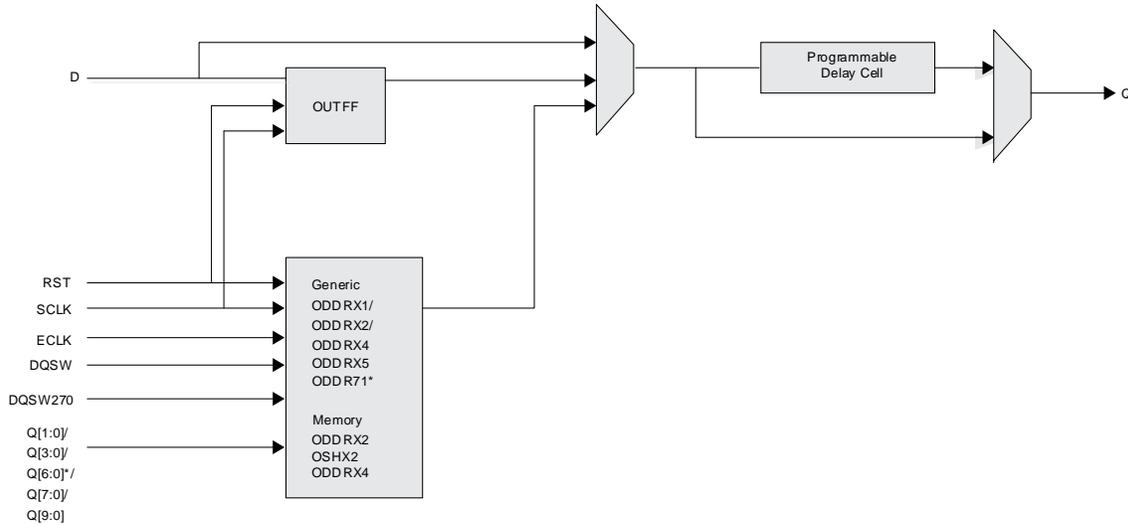 D
OUTFF
Programmable
Delay Cell
Q
RST
SCLK
ECLK
DQSW
DQSW270
Q[1:0]/
Q[3:0]/
Q[6:0]*/
Q[7:0]/
Q[9:0]
Generic
ODDRX1/
ODDRX2/
ODDRX4
ODDRX5
ODDR71*
Memory
ODDRX2
OSHX2
ODDRX4